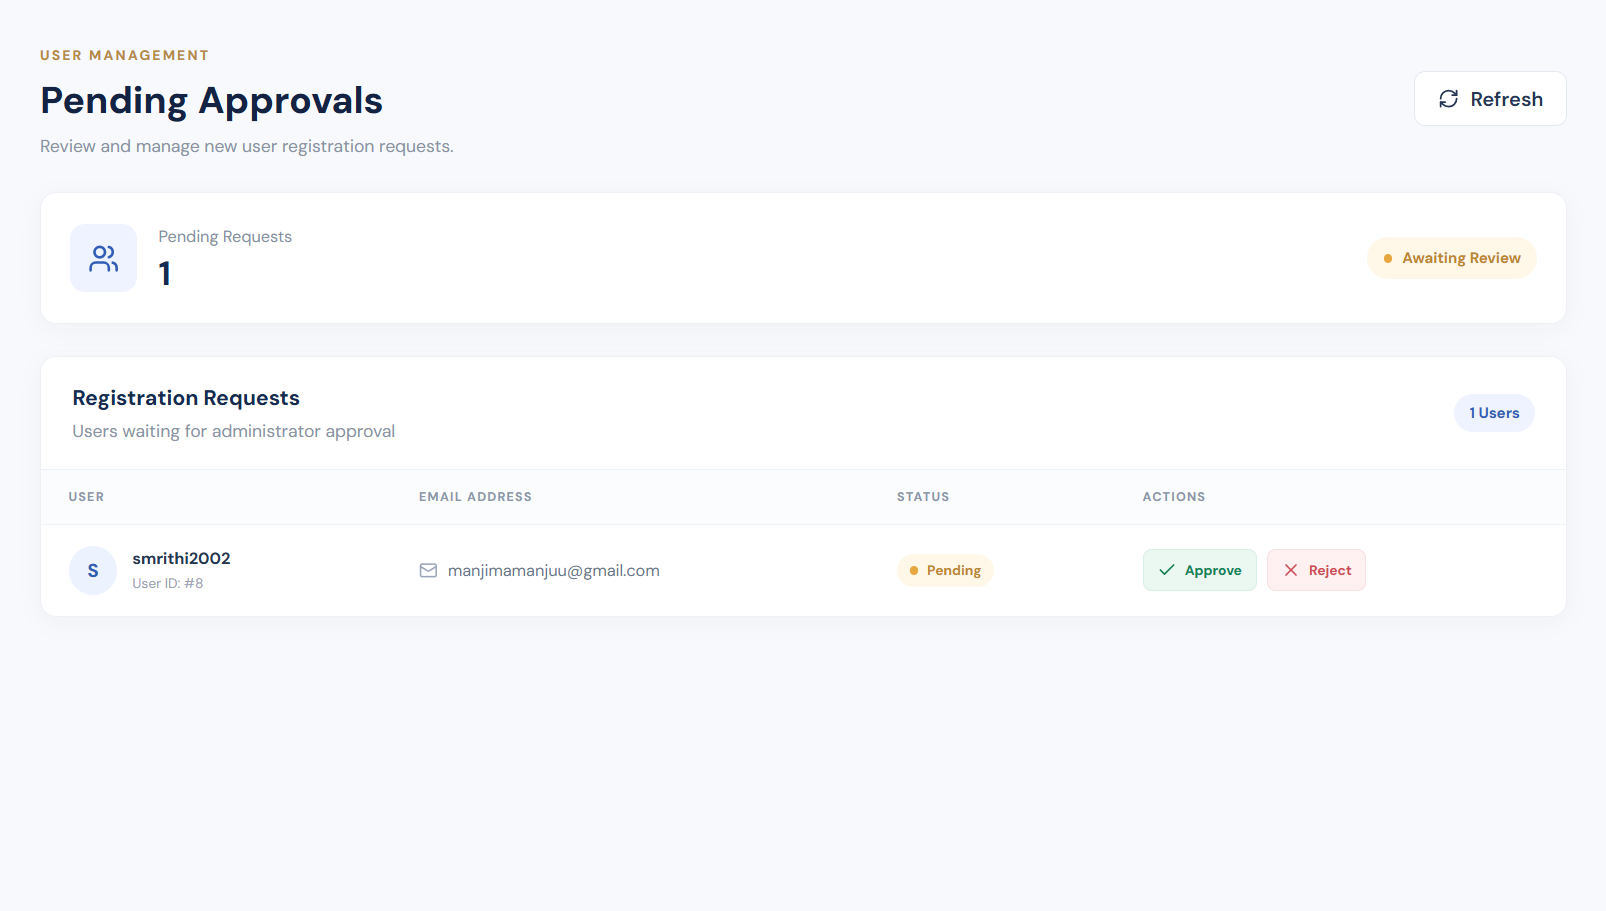 USER MANAGEMENT
Pending Approvals
Review and manage new user registration requests.
Refresh
Pending Requests
1
Awaiting Review
Registration Requests
Users waiting for administrator approval
1 Users
USER EMAIL ADDRESS STATUS ACTIONS
S
smrithi2002
User ID: #8
manjimamanjuu@gmail.com
Pending
Approve
Reject